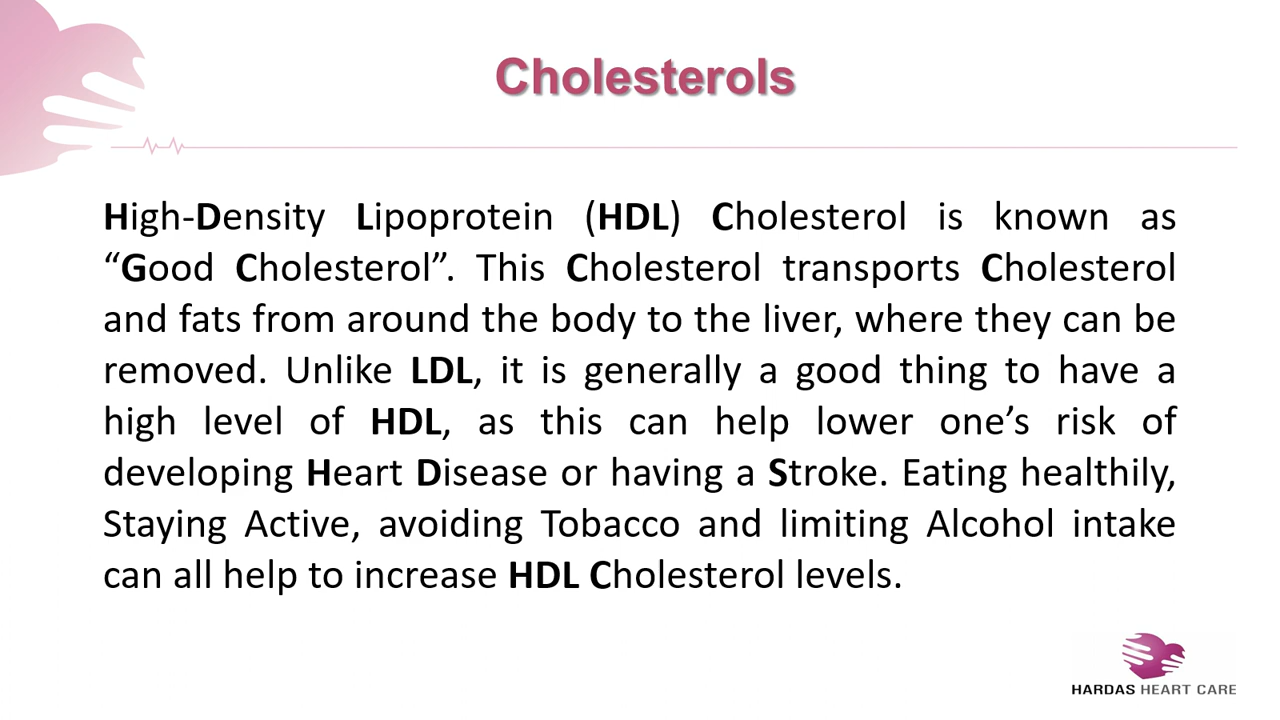 Cholesterols
High-Density Lipoprotein (HDL) Cholesterol is known as
“Good Cholesterol”. This Cholesterol transports Cholesterol
and fats from around the body to the liver, where they can be
removed. Unlike LDL, it is generally a good thing to have a
high level of HDL, as this can help lower one’s risk of
developing Heart Disease or having a Stroke. Eating healthily,
Staying Active, avoiding Tobacco and limiting Alcohol intake
can all help to increase HDL Cholesterol levels.
HARDAS HEART CARE